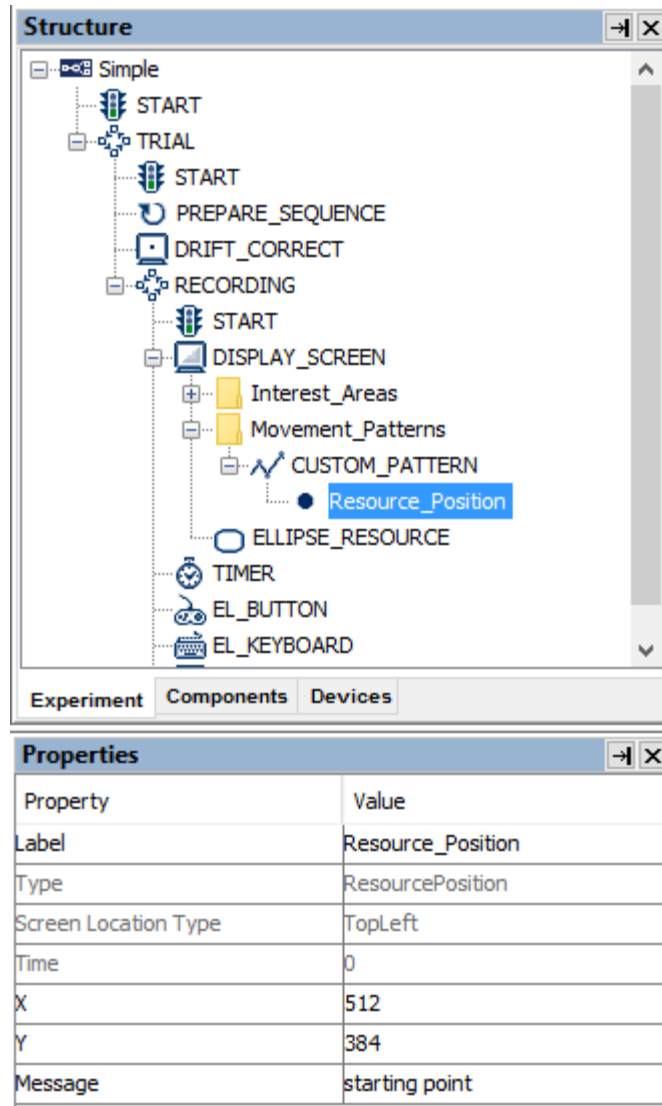 Structure
Simple
START
TRIAL
START
PREPARE_SEQUENCE
DRIFT_CORRECT
RECORDING
START
DISPLAY_SCREEN
Interest_Areas
Movement_Patterns
CUSTOM_PATTERN
Resource_Position
ELLIPSE_RESOURCE
TIMER
EL_BUTTON
EL_KEYBOARD
Experiment Components Devices
Properties
Property Value
Label Resource_Position
Type ResourcePosition
Screen Location Type TopLeft
Time 0
X 512
Y 384
Message starting point